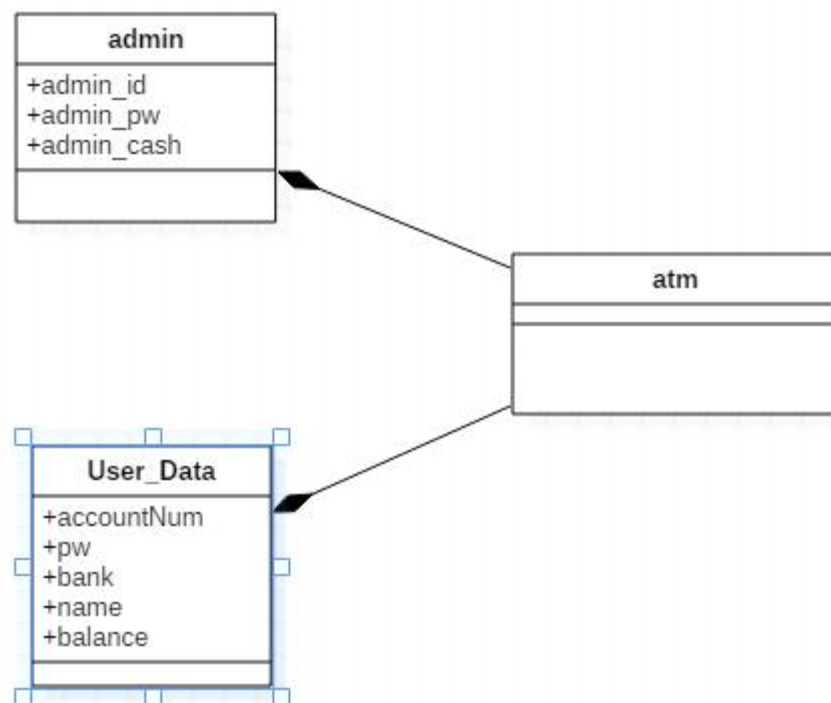 admin
+admin_id
+admin_pw
+admin_cash
atm
User_Data
+accountNum
+pw
+bank
+name
+balance